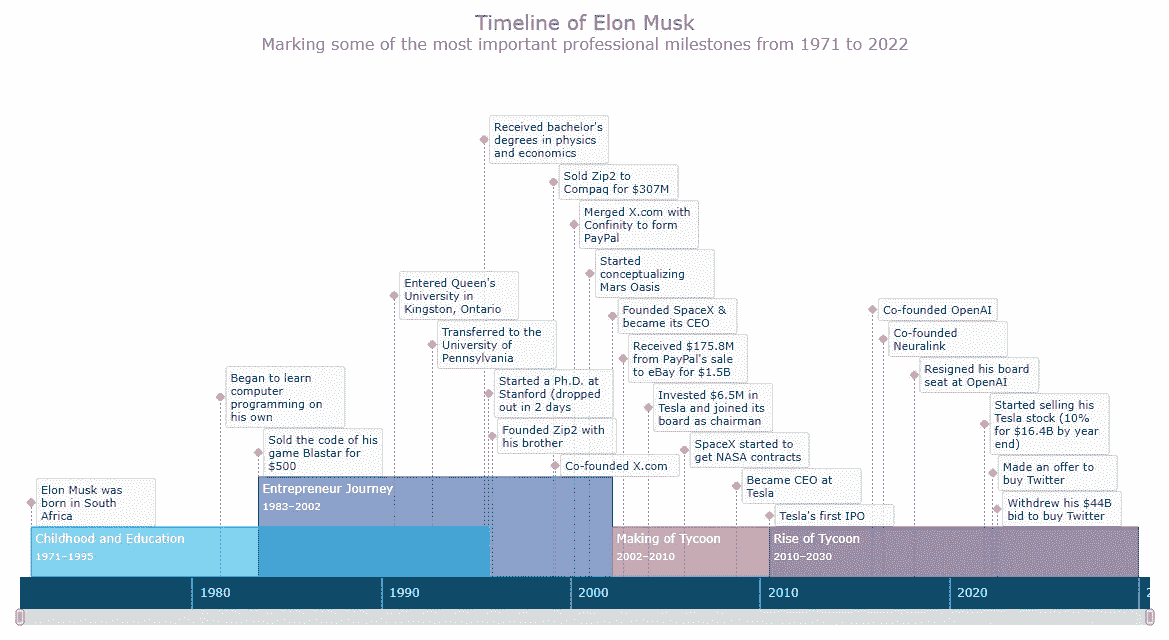 Timeline of Elon Musk
Marking some of the most important professional milestones from 1971 to 2022
Received bachelor's
degrees in physics
and economics
Sold Zip2 to
Compaq for $307M
Merged X.com with
Confinity to form
PayPal
Started
conceptualizing
Mars Oasis
Entered Queen's
University in
Kingston, Ontario
Founded SpaceX &
became its CEO
Co-founded OpenAI
Transferred to the
University of
Pennsylvania
Received $175.8M
from PayPal's sale
to eBay for $1.5B
Co-founded
Neuralink
Began to learn
computer
programming on
his own
Started a Ph.D. at
Stanford (dropped
out in 2 days
Invested $6.5M in
Tesla and joined its
board as chairman
Resigned his board
seat at OpenAI
Started selling his
Tesla stock (10%
for $16.4B by year
end)
Sold the code of his
game Blastar for
$500
Founded Zip2 with
his brother
SpaceX started to
get NASA contracts
Co-founded X.com
Made an offer to
buy Twitter
Became CEO at
Tesla
Elon Musk was
born in South
Africa
Withdrew his $44B
bid to buy Twitter
Tesla's first IPO
Entrepreneur Journey
1983–2002
Childhood and Education
1971–1995
Making of Tycoon
2002–2010
Rise of Tycoon
2010–2030
1980
1990
2000
2010
2020